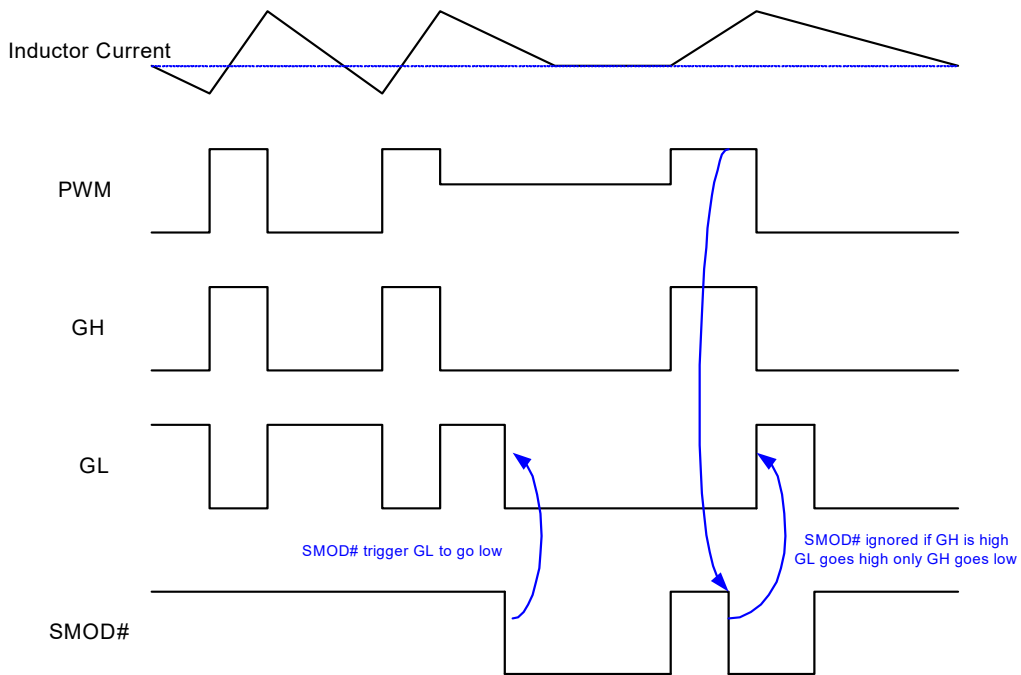 Inductor Current
PWM
GH
GL
SMOD# trigger GL to go low
SMOD# ignored if GH is high
GL goes high only GH goes low
SMOD#